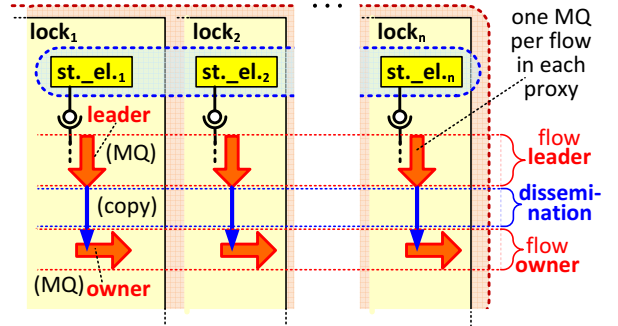 ...
lock1
lock2
lockn
one MQ
per flow
in each
proxy
st._el.1
st._el.2
st._el.n
leader
(MQ)
flow
leader
(copy)
dissemi-
nation
(MQ)
owner
flow
owner